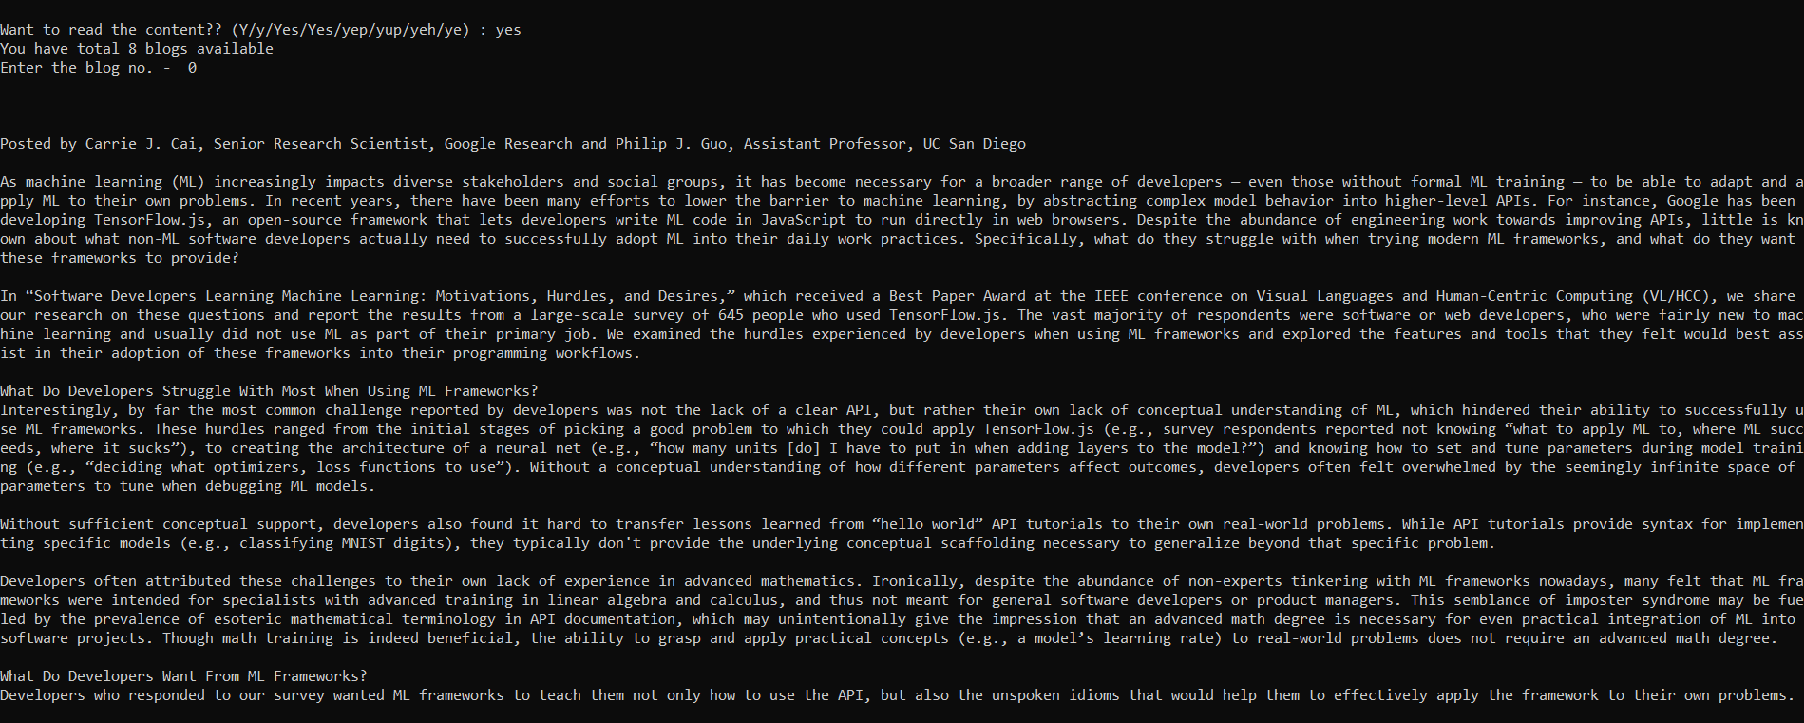 Want to read the content?? (Y/y/Yes/Yes/yep/yup/yeh/ye) : yes
You have total 8 blogs available
Enter the blog no. -  0
Posted by Carrie J. Cai, Senior Research Scientist, Google Research and Philip J. Guo, Assistant Professor, UC San Diego
As machine learning (ML) increasingly impacts diverse stakeholders and social groups, it has become necessary for a broader range of developers — even those without formal ML training — to be able to adapt and a
pply ML to their own problems. In recent years, there have been many efforts to lower the barrier to machine learning, by abstracting complex model behavior into higher-level APIs. For instance, Google has been
developing TensorFlow.js, an open-source framework that lets developers write ML code in JavaScript to run directly in web browsers. Despite the abundance of engineering work towards improving APIs, little is kn
own about what non-ML software developers actually need to successfully adopt ML into their daily work practices. Specifically, what do they struggle with when trying modern ML frameworks, and what do they want
these frameworks to provide?
In “Software Developers Learning Machine Learning: Motivations, Hurdles, and Desires,” which received a Best Paper Award at the IEEE conference on Visual Languages and Human-Centric Computing (VL/HCC), we share
our research on these questions and report the results from a large-scale survey of 645 people who used TensorFlow.js. The vast majority of respondents were software or web developers, who were fairly new to mac
hine learning and usually did not use ML as part of their primary job. We examined the hurdles experienced by developers when using ML frameworks and explored the features and tools that they felt would best ass
ist in their adoption of these frameworks into their programming workflows.
What Do Developers Struggle With Most When Using ML Frameworks?
Interestingly, by far the most common challenge reported by developers was not the lack of a clear API, but rather their own lack of conceptual understanding of ML, which hindered their ability to successfully u
se ML frameworks. These hurdles ranged from the initial stages of picking a good problem to which they could apply TensorFlow.js (e.g., survey respondents reported not knowing “what to apply ML to, where ML succ
eeds, where it sucks”), to creating the architecture of a neural net (e.g., “how many units [do] I have to put in when adding layers to the model?”) and knowing how to set and tune parameters during model traini
ng (e.g., “deciding what optimizers, loss functions to use”). Without a conceptual understanding of how different parameters affect outcomes, developers often felt overwhelmed by the seemingly infinite space of
parameters to tune when debugging ML models.
Without sufficient conceptual support, developers also found it hard to transfer lessons learned from “hello world” API tutorials to their own real-world problems. While API tutorials provide syntax for implemen
ting specific models (e.g., classifying MNIST digits), they typically don't provide the underlying conceptual scaffolding necessary to generalize beyond that specific problem.
Developers often attributed these challenges to their own lack of experience in advanced mathematics. Ironically, despite the abundance of non-experts tinkering with ML frameworks nowadays, many felt that ML fra
meworks were intended for specialists with advanced training in linear algebra and calculus, and thus not meant for general software developers or product managers. This semblance of imposter syndrome may be fue
led by the prevalence of esoteric mathematical terminology in API documentation, which may unintentionally give the impression that an advanced math degree is necessary for even practical integration of ML into
software projects. Though math training is indeed beneficial, the ability to grasp and apply practical concepts (e.g., a model’s learning rate) to real-world problems does not require an advanced math degree.
What Do Developers Want From ML Frameworks?
Developers who responded to our survey wanted ML frameworks to teach them not only how to use the API, but also the unspoken idioms that would help them to effectively apply the framework to their own problems.